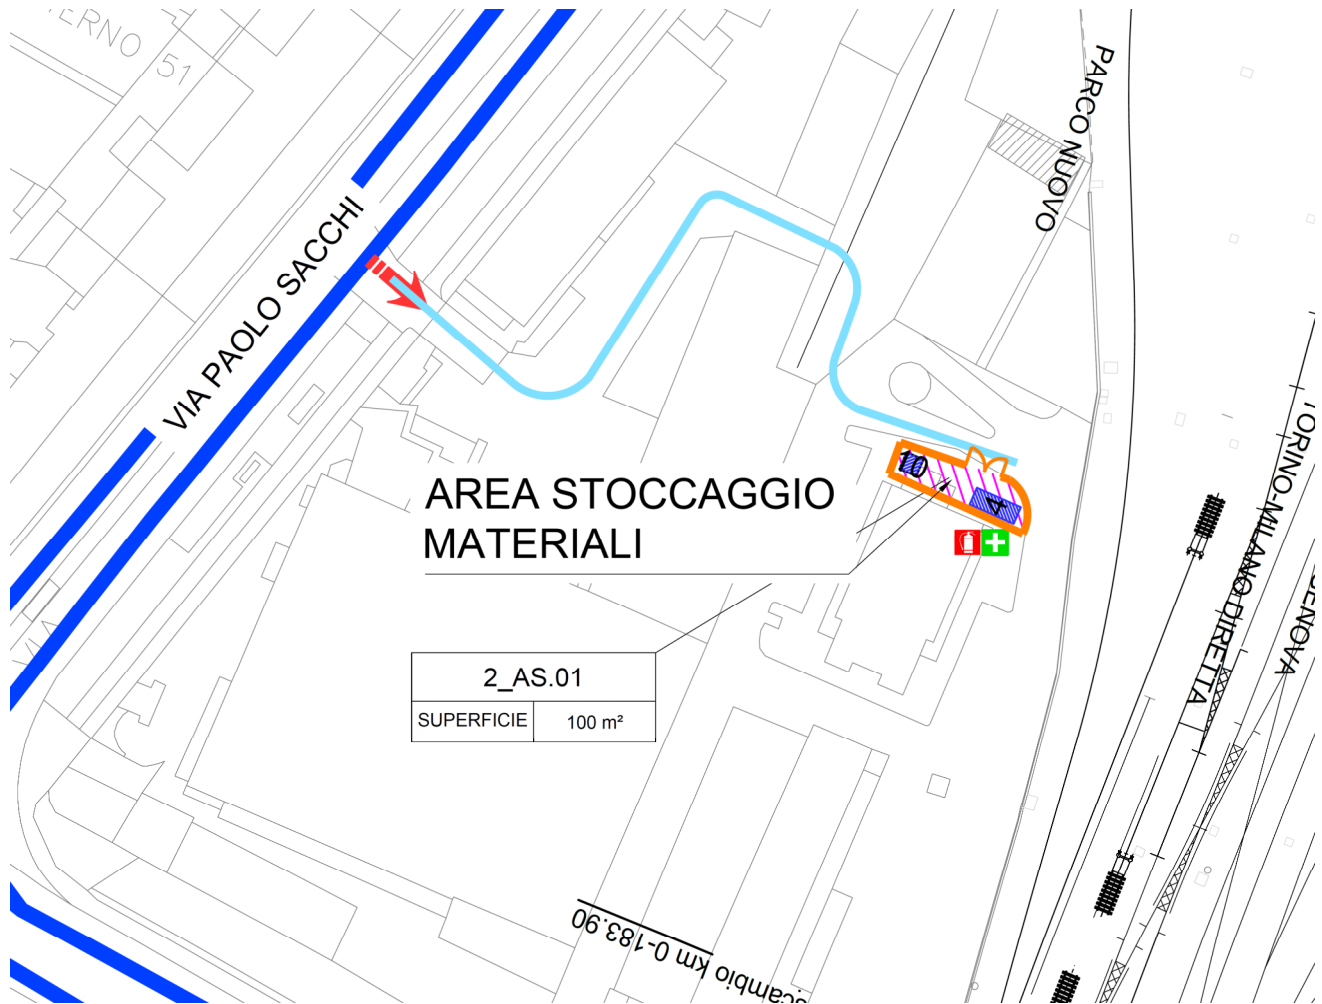 ERNO 51
PARCO NUOVO
VIA PAOLO SACCHI
10
4
AREA STOCCAGGIO
MATERIALI
TORINO-MILANO DIRETTA
GENOVA
VIA
2_AS.01
SUPERFICIE 100 m²
scambio km 0-183.90